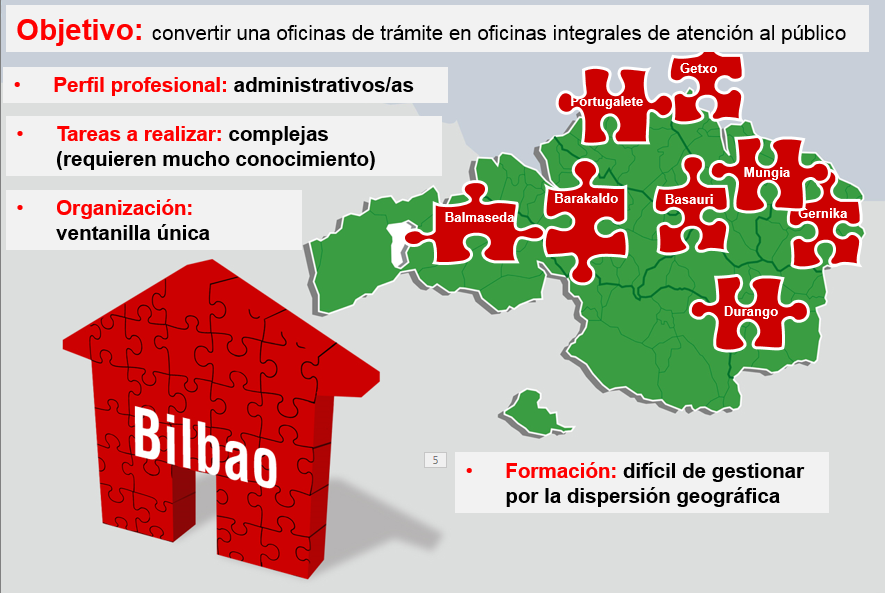 Objetivo: convertir una oficinas de trámite en oficinas integrales de atención al público
• Perfil profesional: administrativos/as
• Tareas a realizar: complejas
(requieren mucho conocimiento)
• Organización:
ventanilla única
Getxo
Portugalete
Mungia
Barakaldo
Basauri
Balmaseda
Gernika
Durango
Bilbao
5
• Formación: difícil de gestionar
por la dispersión geográfica